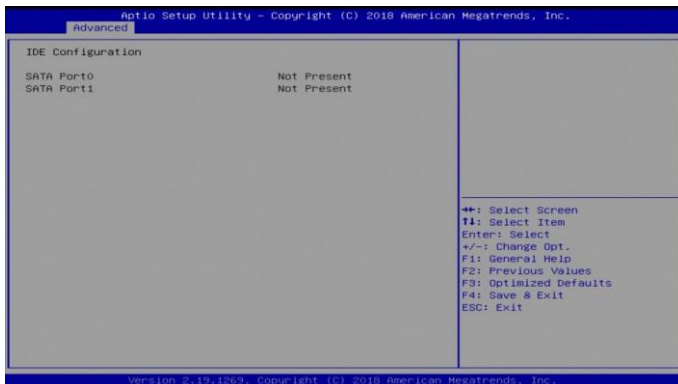 Aptio Setup Utility – Copyright (C) 2018 American Megatrends, Inc.
Advanced
IDE Configuration
SATA Port0 Not Present
SATA Port1 Not Present
→←: Select Screen
↑↓: Select Item
Enter: Select
+/-: Change Opt.
F1: General Help
F2: Previous Values
F3: Optimized Defaults
F4: Save & Exit
ESC: Exit
Version 2.19.1269. Copyright (C) 2018 American Megatrends, Inc.